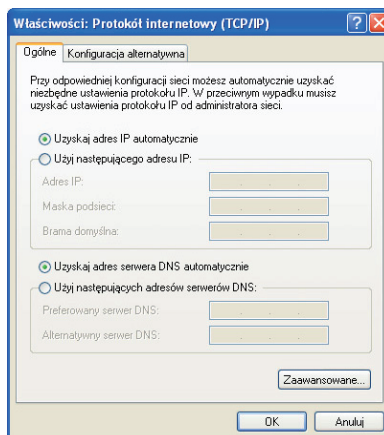 Właściwości: Protokół internetowy (TCP/IP)
Ogólne Konfiguracja alternatywna
Przy odpowiedniej konfiguracji sieci możesz automatycznie uzyskać
niezbędne ustawienia protokołu IP. W przeciwnym wypadku musisz
uzyskać ustawienia protokołu IP od administratora sieci.
Uzyskaj adres IP automatycznie
Użyj następującego adresu IP:
Adres IP:
Maska podsieci:
Brama domyślna:
Uzyskaj adres serwera DNS automatycznie
Użyj następujących adresów serwerów DNS:
Preferowany serwer DNS:
Alternatywny serwer DNS:
Zaawansowane...
OK Anuluj